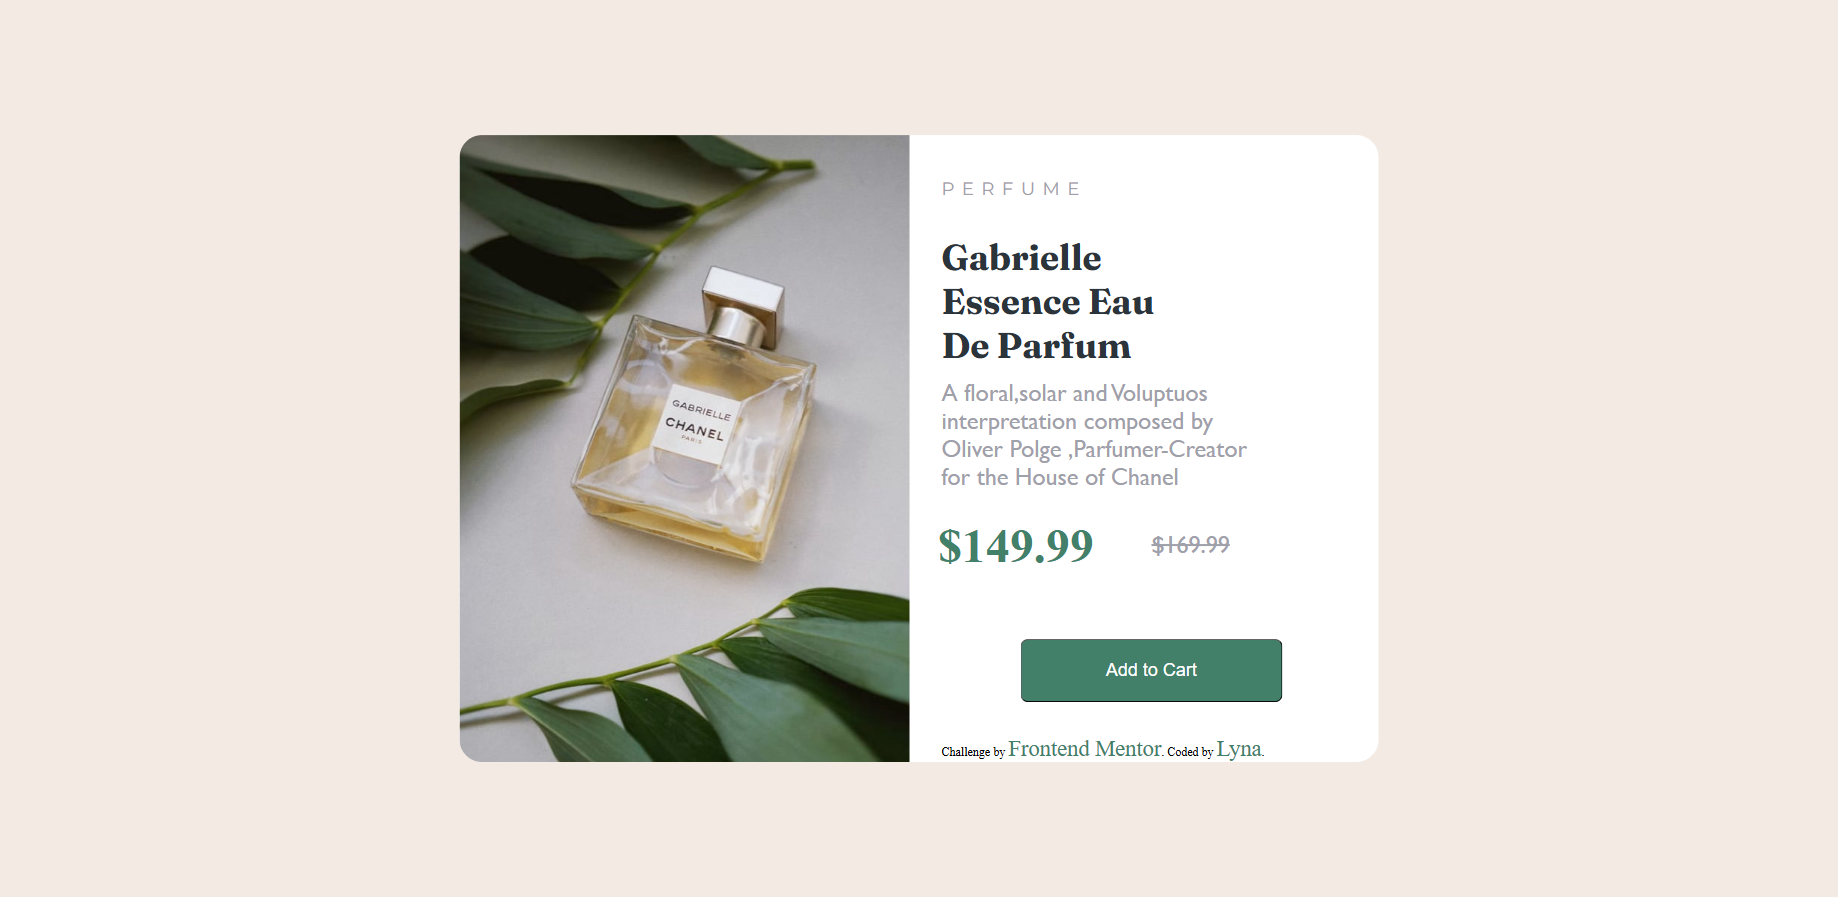 GABRIELLE
CHANEL
PARIS
PERFUME
Gabrielle
Essence Eau
De Parfum
A floral,solar and Voluptuos
interpretation composed by
Oliver Polge ,Parfumer-Creator
for the House of Chanel
$149.99 $169.99
Add to Cart
Challenge by Frontend Mentor. Coded by Lyna.